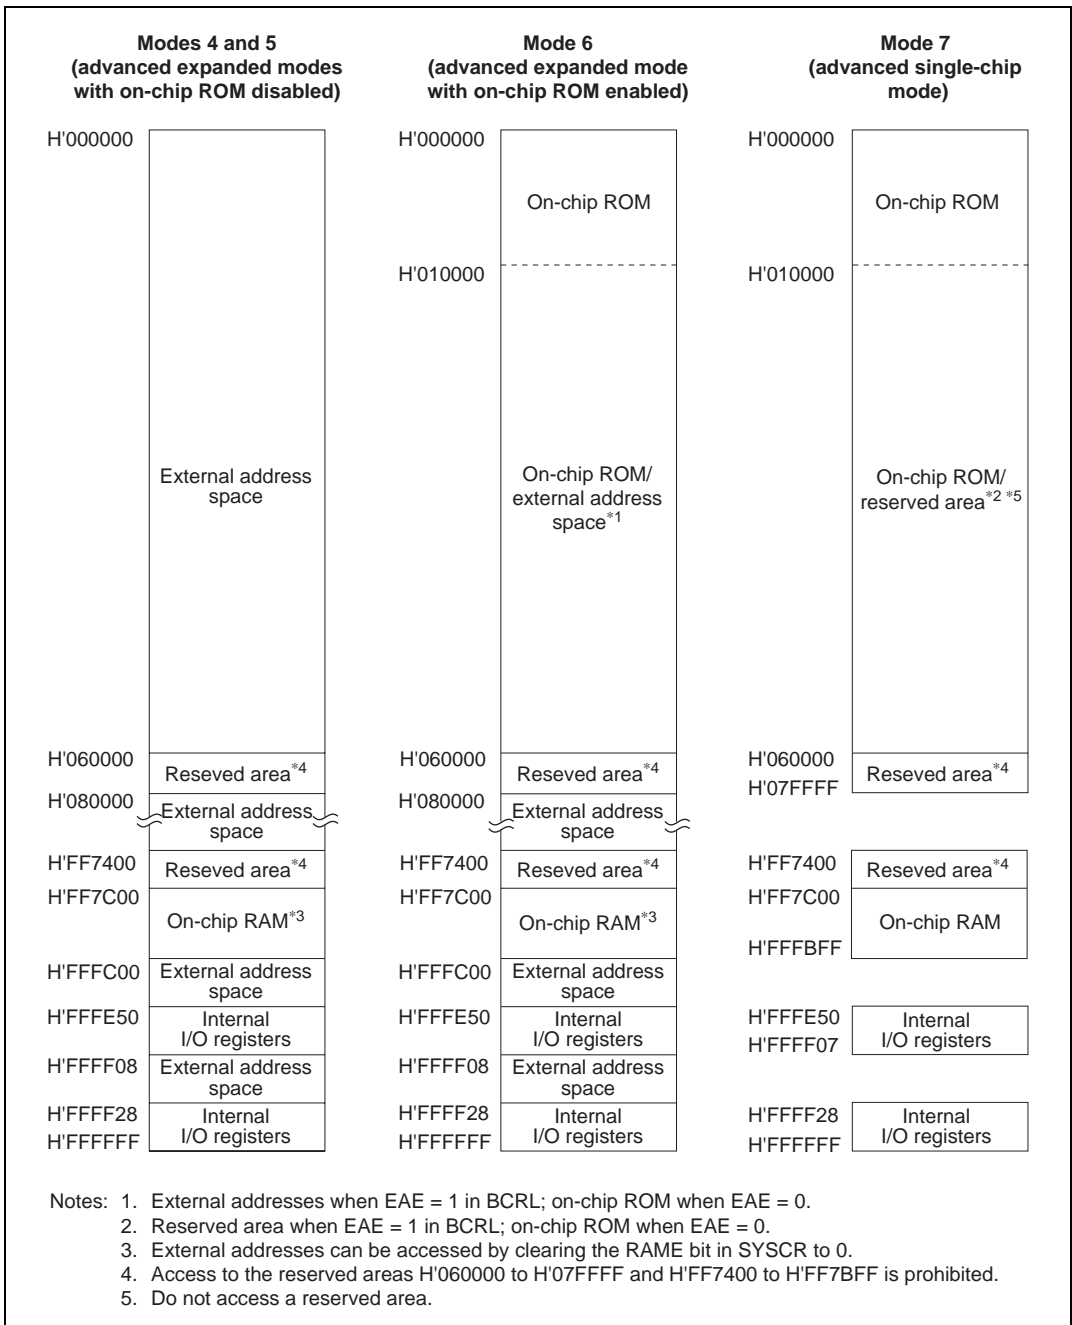 Modes 4 and 5
(advanced expanded modes
with on-chip ROM disabled)
H'000000
External address
space
H'060000
Reseved area*4
H'080000
External address
space
H'FF7400
Reseved area*4
H'FF7C00
On-chip RAM*3
H'FFFC00
External address
space
H'FFFE50
Internal
I/O registers
H'FFFF08
External address
space
H'FFFF28
Internal
I/O registers
H'FFFFFF
Mode 6
(advanced expanded mode
with on-chip ROM enabled)
H'000000
On-chip ROM
H'010000
On-chip ROM/
external address
space*1
H'060000
Reseved area*4
H'080000
External address
space
H'FF7400
Reseved area*4
H'FF7C00
On-chip RAM*3
H'FFFC00
External address
space
H'FFFE50
Internal
I/O registers
H'FFFF08
External address
space
H'FFFF28
Internal
I/O registers
H'FFFFFF
Mode 7
(advanced single-chip
mode)
H'000000
On-chip ROM
H'010000
On-chip ROM/
reserved area*2 *5
H'060000
Reseved area*4
H'07FFFF
H'FF7400
Reseved area*4
H'FF7C00
On-chip RAM
H'FFFBFF
H'FFFE50
Internal
I/O registers
H'FFFF07
H'FFFF28
Internal
I/O registers
H'FFFFFF
Notes: 1. External addresses when EAE = 1 in BCRL; on-chip ROM when EAE = 0.
2. Reserved area when EAE = 1 in BCRL; on-chip ROM when EAE = 0.
3. External addresses can be accessed by clearing the RAME bit in SYSCR to 0.
4. Access to the reserved areas H'060000 to H'07FFFF and H'FF7400 to H'FF7BFF is prohibited.
5. Do not access a reserved area.